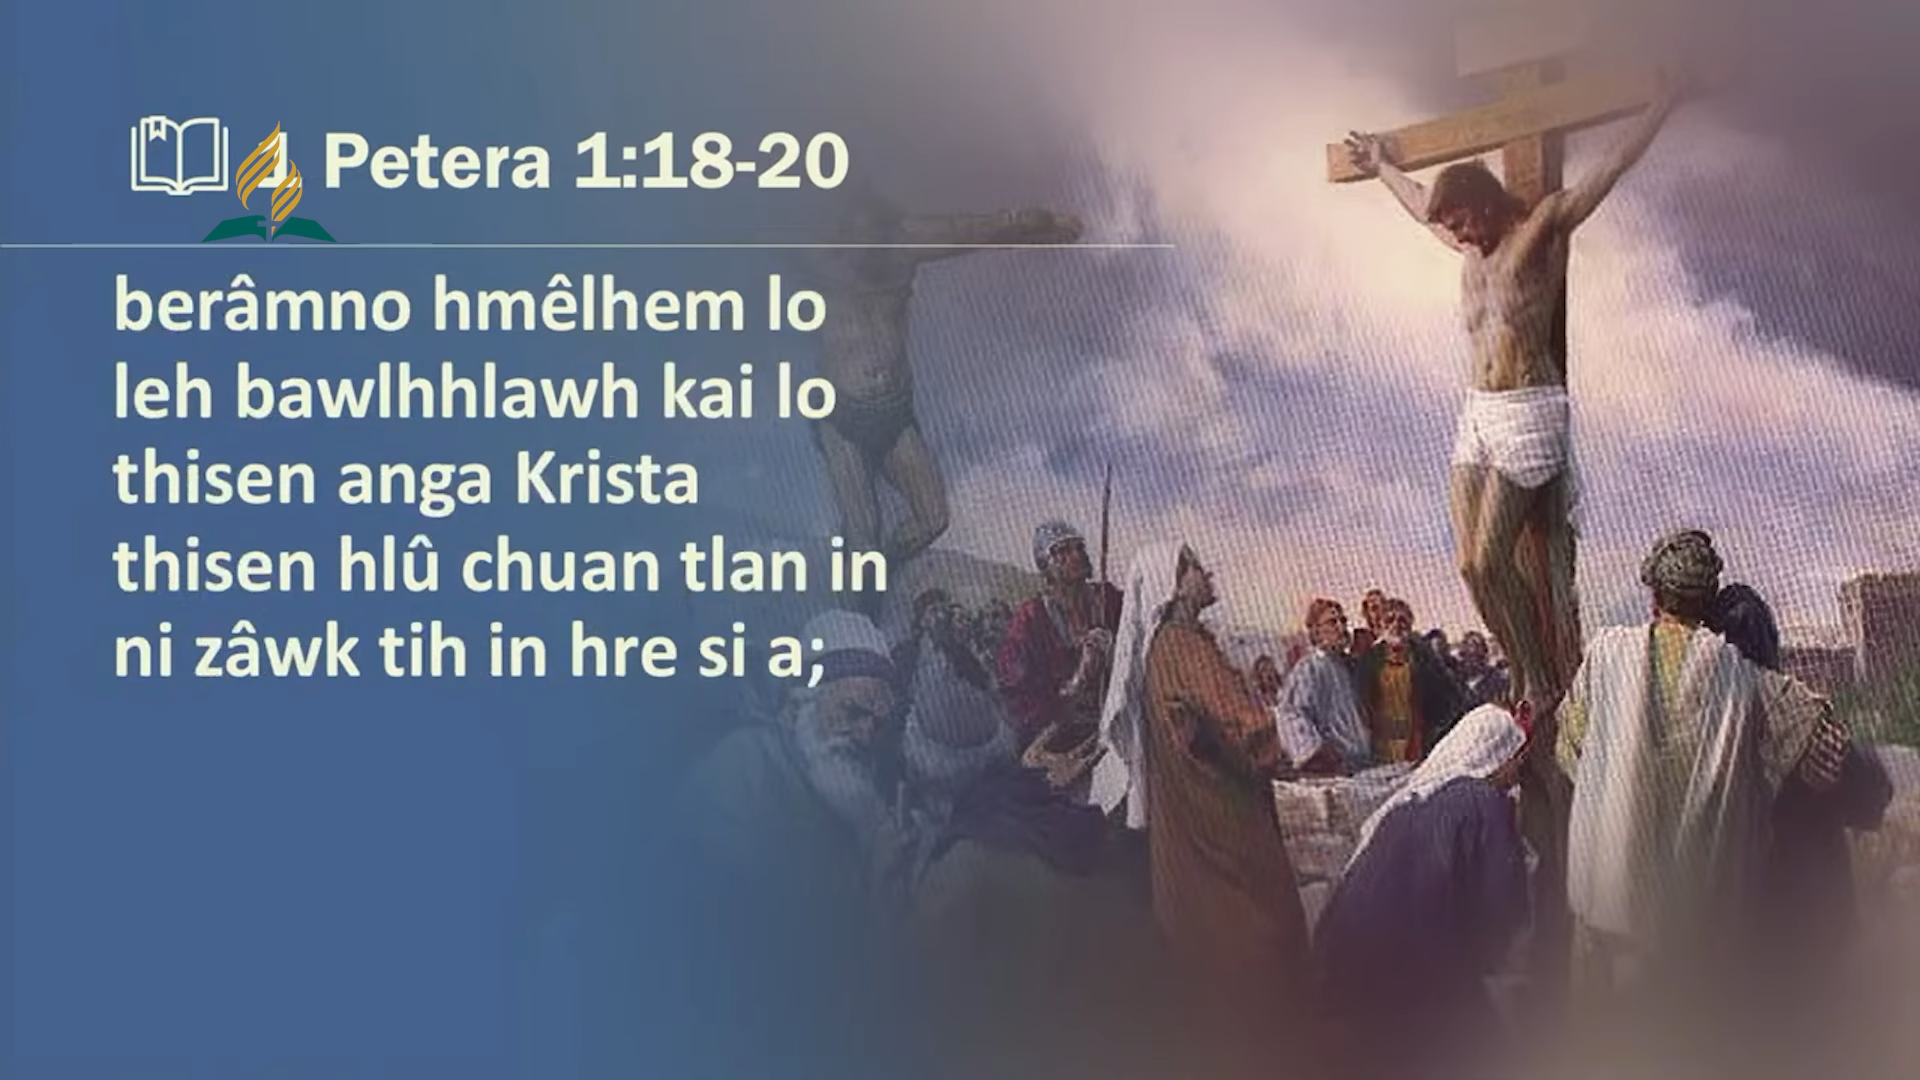 1 Petera 1:18-20
berâmno hmêlhem lo
leh bawlhhlawh kai lo
thisen anga Krista
thisen hlû chuan tlan in
ni zâwk tih in hre si a;